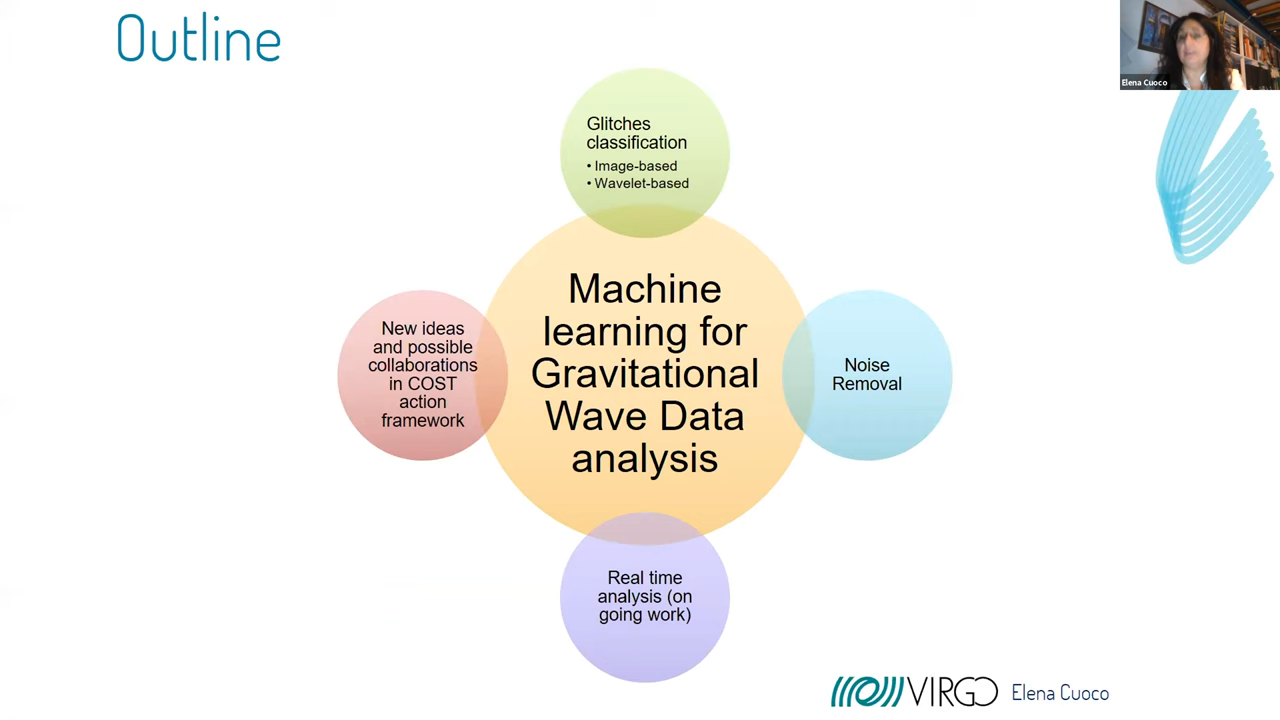 Outline
Elena Cuoco
Glitches
classification
• Image-based
• Wavelet-based
Machine
learning for
Gravitational
Wave Data
analysis
New ideas
and possible
collaborations
in COST
action
framework
Noise
Removal
Real time
analysis (on
going work)
VIRGO Elena Cuoco